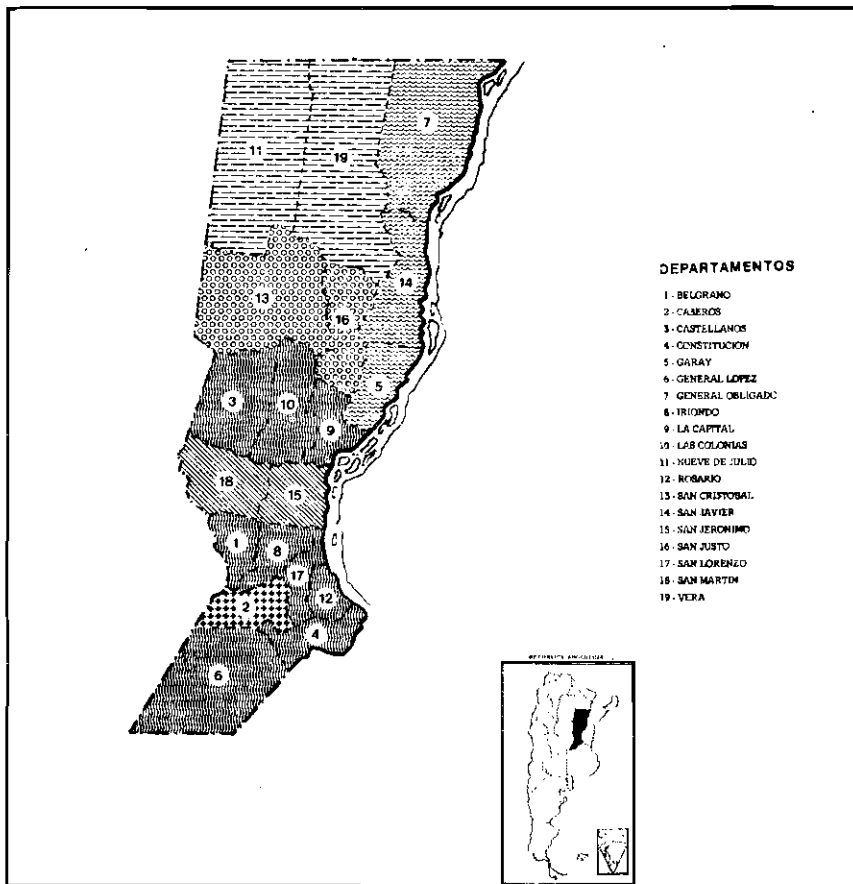 7
11
19
14
13
16
5
3
10
9
18
15
1
8
17
12
2
4
6
DEPARTAMENTOS
1 - BELGRANO
2 - CASEROS
3 - CASTELLANOS
4 - CONSTITUCION
5 - GARAY
6 - GENERAL LOPEZ
7 - GENERAL OBLIGADO
8 - IRIONDO
9 - LA CAPITAL
10 - LAS COLONIAS
11 - NUEVE DE JULIO
12 - ROSARIO
13 - SAN CRISTOBAL
14 - SAN JAVIER
15 - SAN JERONIMO
16 - SAN JUSTO
17 - SAN LORENZO
18 - SAN MARTIN
19 - VERA
REPUBLICA ARGENTINA